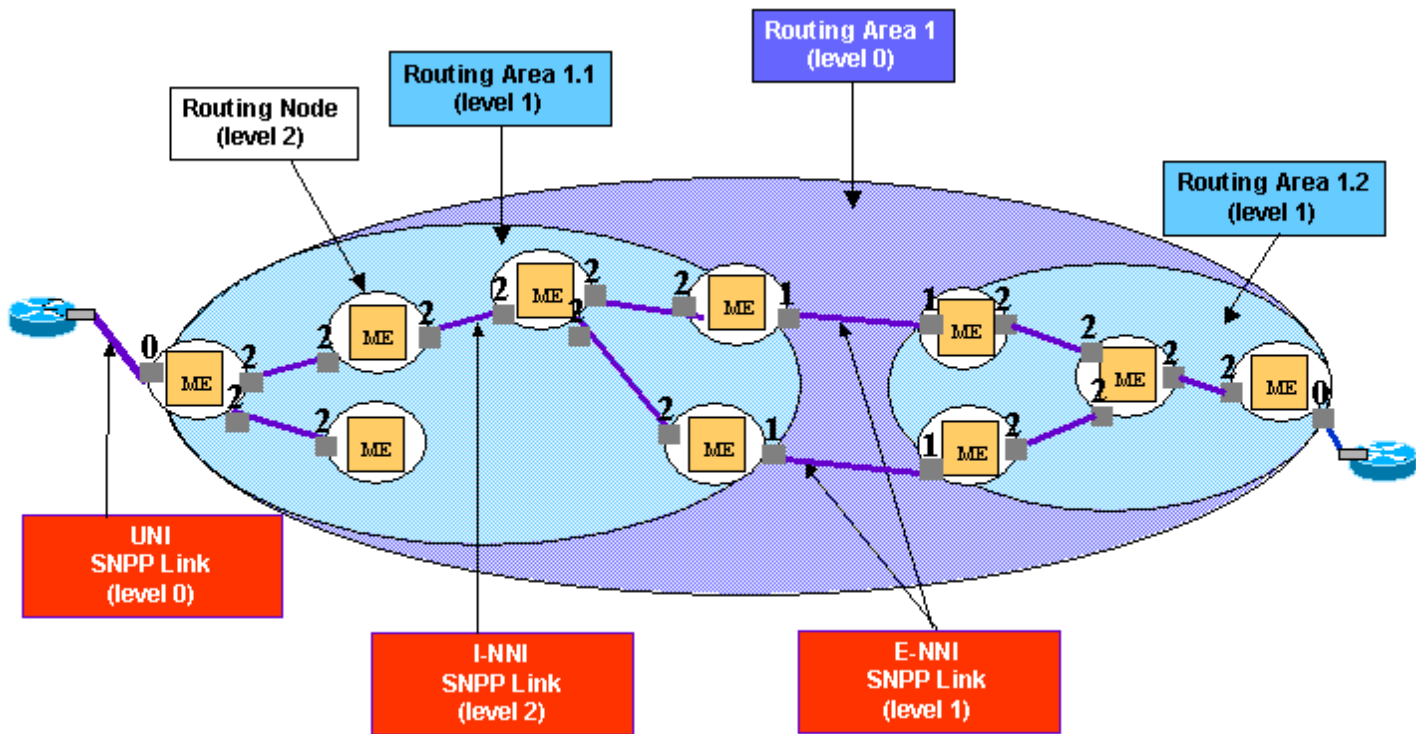 Routing Area 1
(level 0)
Routing Area 1.1
(level 1)
Routing Node
(level 2)
Routing Area 1.2
(level 1)
0
ME
2
2
2
ME
2
2
ME
2
ME
2
2
2
ME
1
2
ME
1
1
ME
2
1
ME
2
2
2
ME
2
2
ME
0
UNI
SNPP Link
(level 0)
I-NNI
SNPP Link
(level 2)
E-NNI
SNPP Link
(level 1)